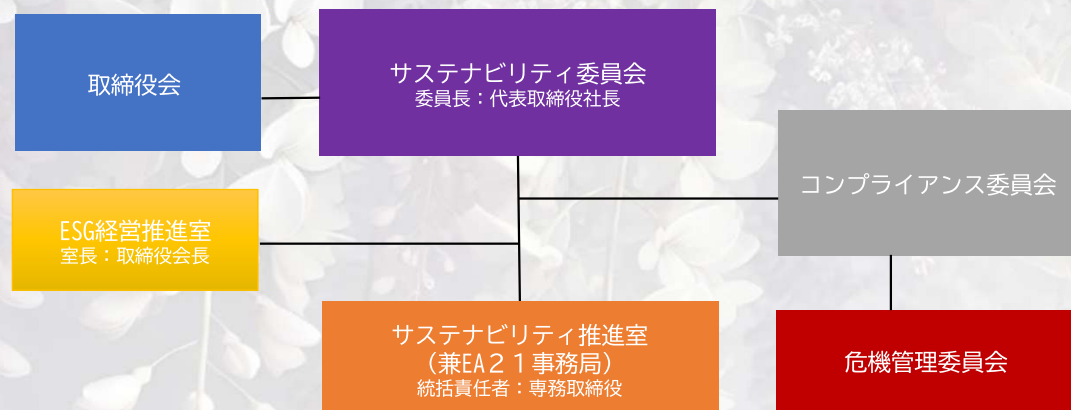 取締役会
サステナビリティ委員会
委員長：代表取締役社長
コンプライアンス委員会
ESG経営推進室
室長：取締役会長
サステナビリティ推進室
（兼EA２１事務局）
統括責任者：専務取締役
危機管理委員会